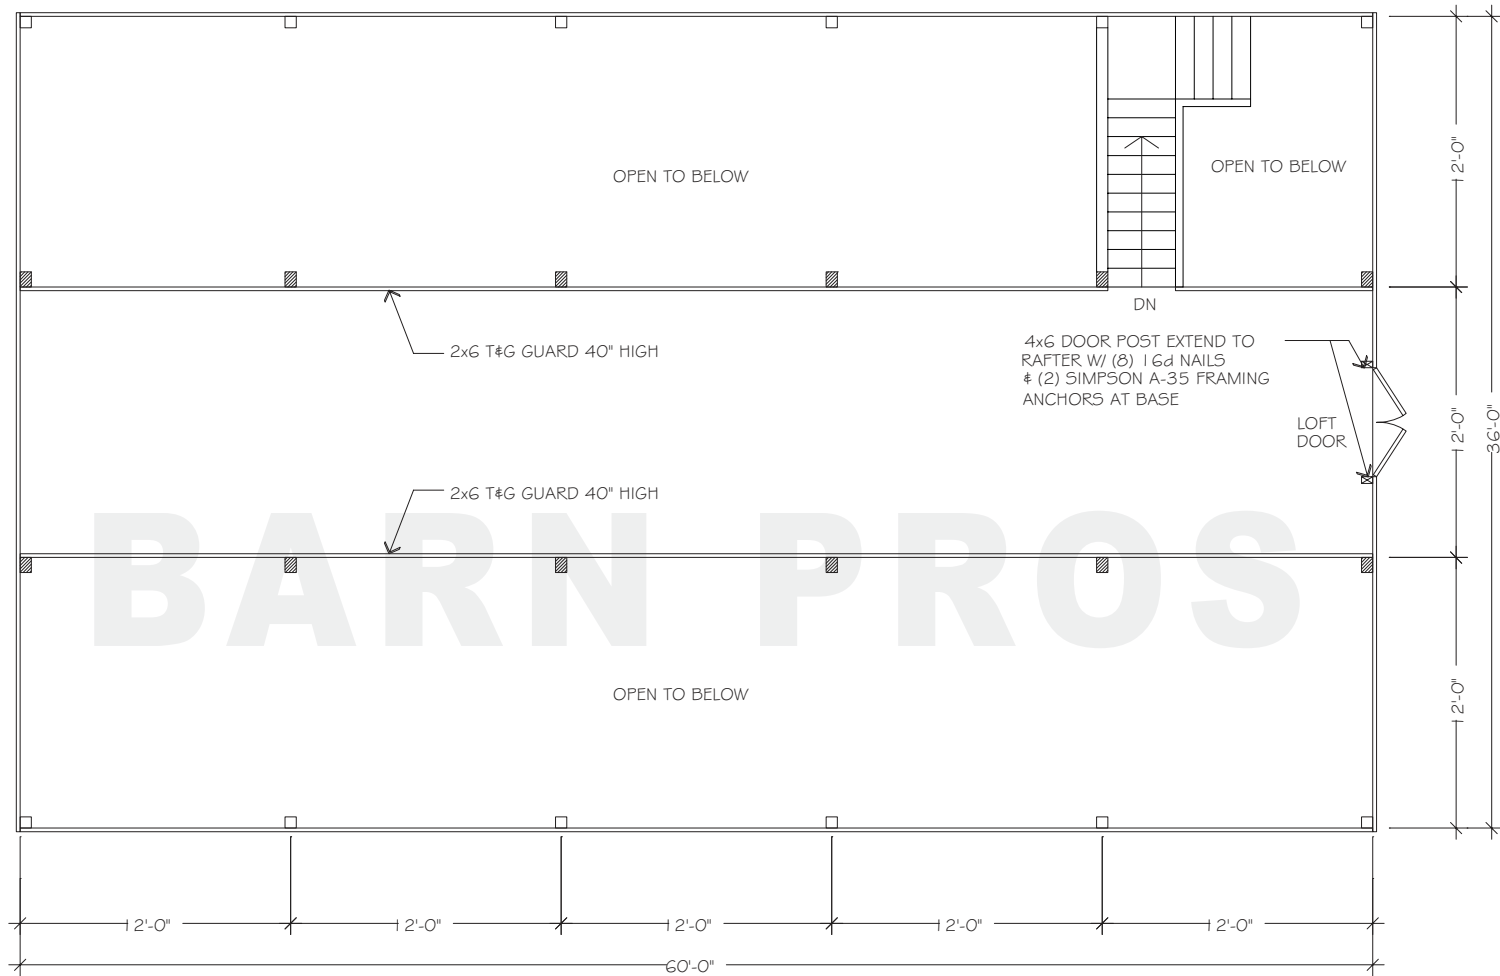 OPEN TO BELOW
OPEN TO BELOW
DN
2x6 T&G GUARD 40" HIGH
4x6 DOOR POST EXTEND TO
RAFTER W/ (8) 16d NAILS
& (2) SIMPSON A-35 FRAMING
ANCHORS AT BASE
LOFT
DOOR
2x6 T&G GUARD 40" HIGH
BARN PROS
OPEN TO BELOW
12'-0"
12'-0"
12'-0"
36'-0"
12'-0"
12'-0"
12'-0"
12'-0"
12'-0"
60'-0"